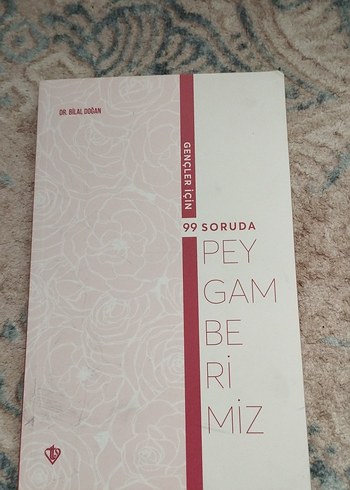 DR. BİLAL DOĞAN
GENÇLER İÇİN
99 SORUDA
PEY
GAM
BE
Rİ
MİZ